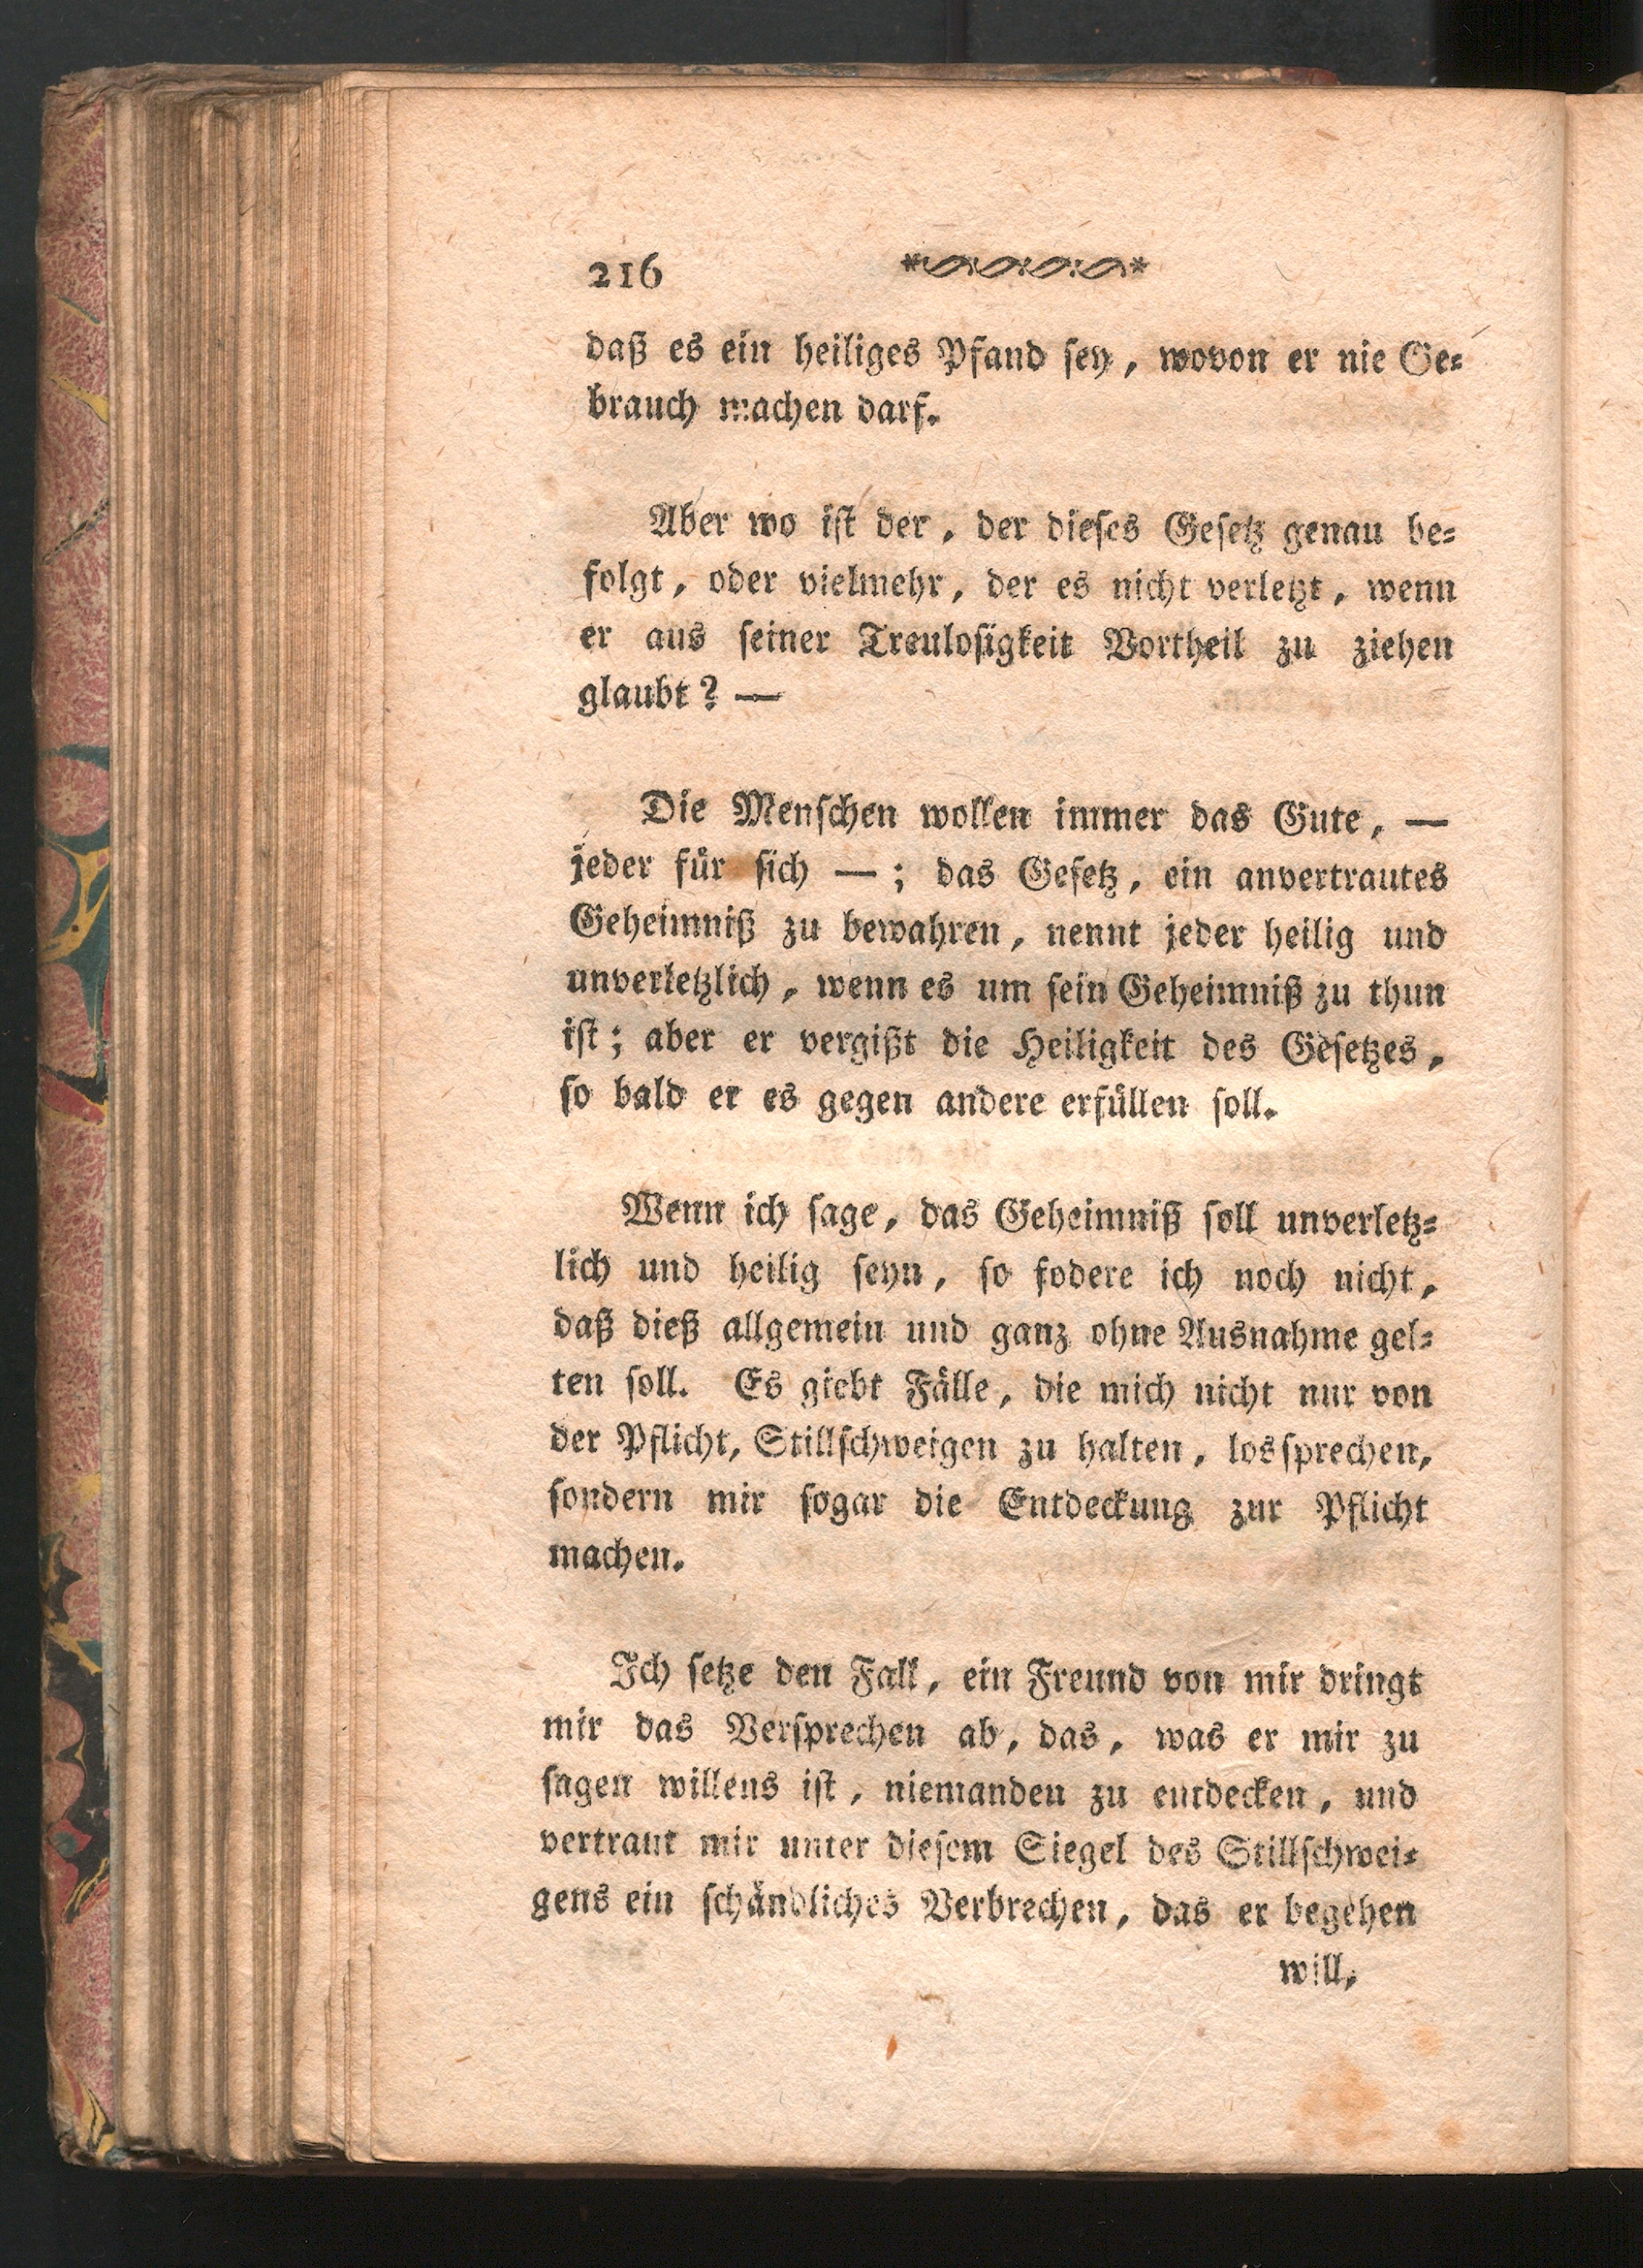 216
daß es ein heiliges Pfand sey, wovon er nie Ge-
brauch machen darf.
Aber wo ist der, der dieses Gesetz genau be-
folgt, oder vielmehr, der es nicht verletzt, wenn
er aus seiner Treulosigkeit Vortheil zu ziehen
glaubt? —
Die Menschen wollen immer das Gute, —
jeder für sich —; das Gesetz, ein anvertrautes
Geheimniß zu bewahren, nennt jeder heilig und
unverletzlich, wenn es um sein Geheimniß zu thun
ist; aber er vergißt die Heiligkeit des Gesetzes,
so bald er es gegen andere erfüllen soll.
Wenn ich sage, das Geheimniß soll unverletz-
lich und heilig seyn, so fodere ich noch nicht,
daß dieß allgemein und ganz ohne Ausnahme gel-
ten soll. Es giebt Fälle, die mich nicht nur von
der Pflicht, Stillschweigen zu halten, lossprechen,
sondern mir sogar die Entdeckung zur Pflicht
machen.
Ich setze den Fall, ein Freund von mir dringt
mir das Versprechen ab, das, was er mir zu
sagen willens ist, niemanden zu entdecken, und
vertraut mir unter diesem Siegel des Stillschwei-
gens ein schändliches Verbrechen, das er begehen
will,